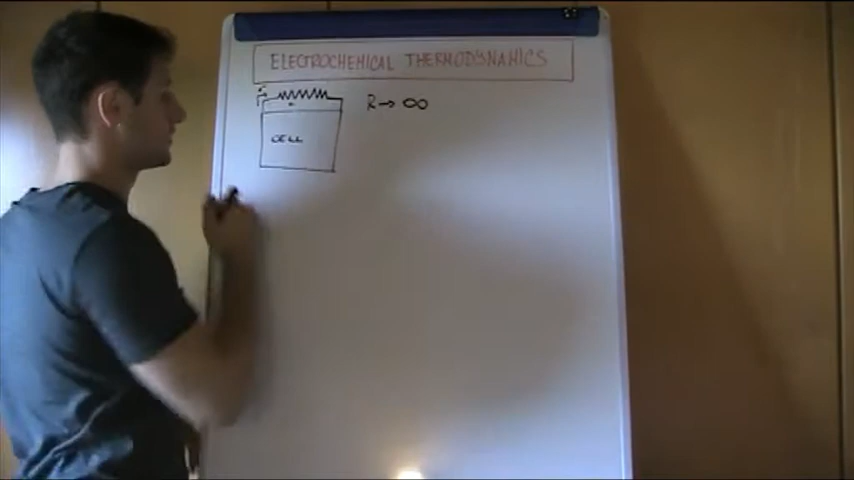 ELECTROCHEMICAL THERMODYNAMICS
R → ∞
CELL